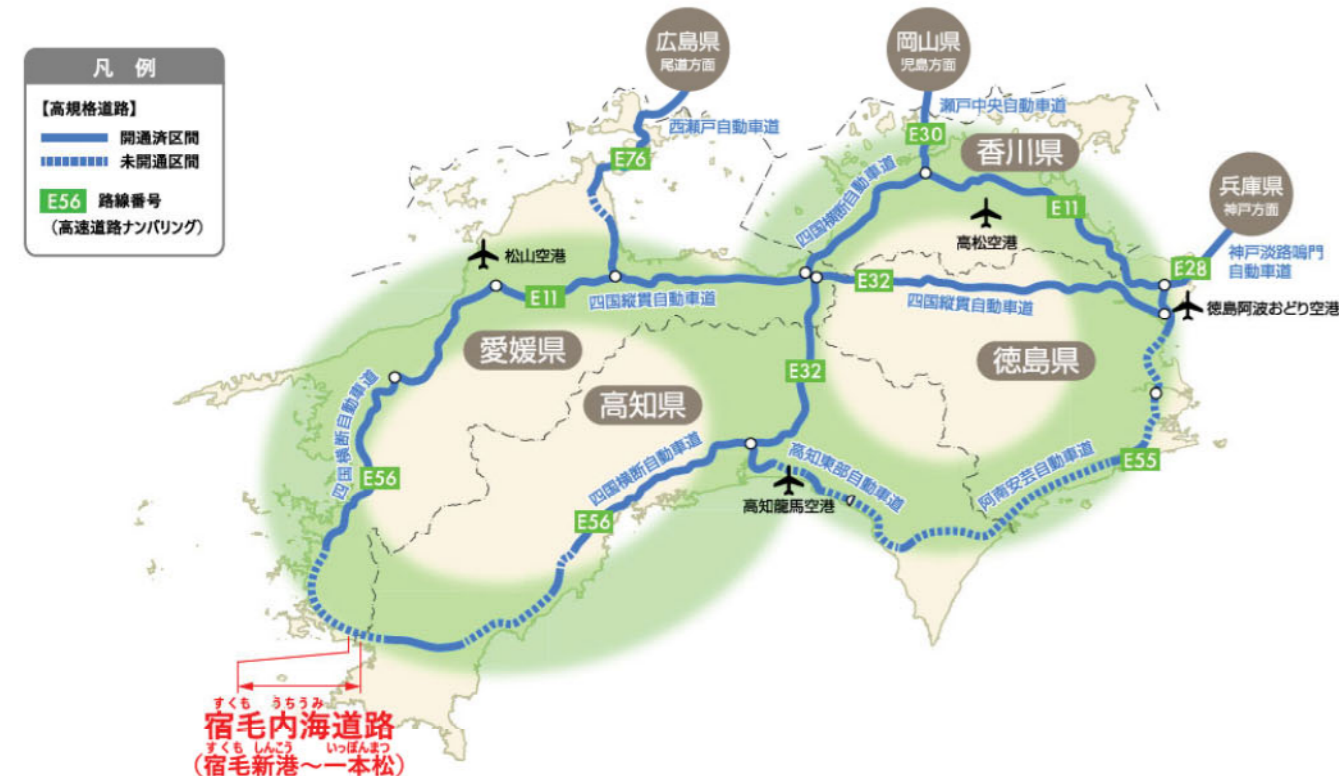 凡 例
【高規格道路】
開通済区間
未開通区間
E56 路線番号
(高速道路ナンバリング)
広島県
尾道方面
岡山県
児島方面
瀬戸中央自動車道
西瀬戸自動車道
E76
E30
香川県
兵庫県
神戸方面
四国横断自動車道
E11
高松空港
松山空港
神戸淡路鳴門
自動車道
E28
E11
四国縦貫自動車道
E32
四国縦貫自動車道
徳島阿波おどり空港
愛媛県
徳島県
E32
高知県
四国横断自動車道
E56
四国横断自動車道
高知東部自動車道
阿南安芸自動車道
E55
高知龍馬空港
E56
すくも うちうみ
宿毛内海道路
すくも しんこう いっぽんまつ
(宿毛新港～一本松)